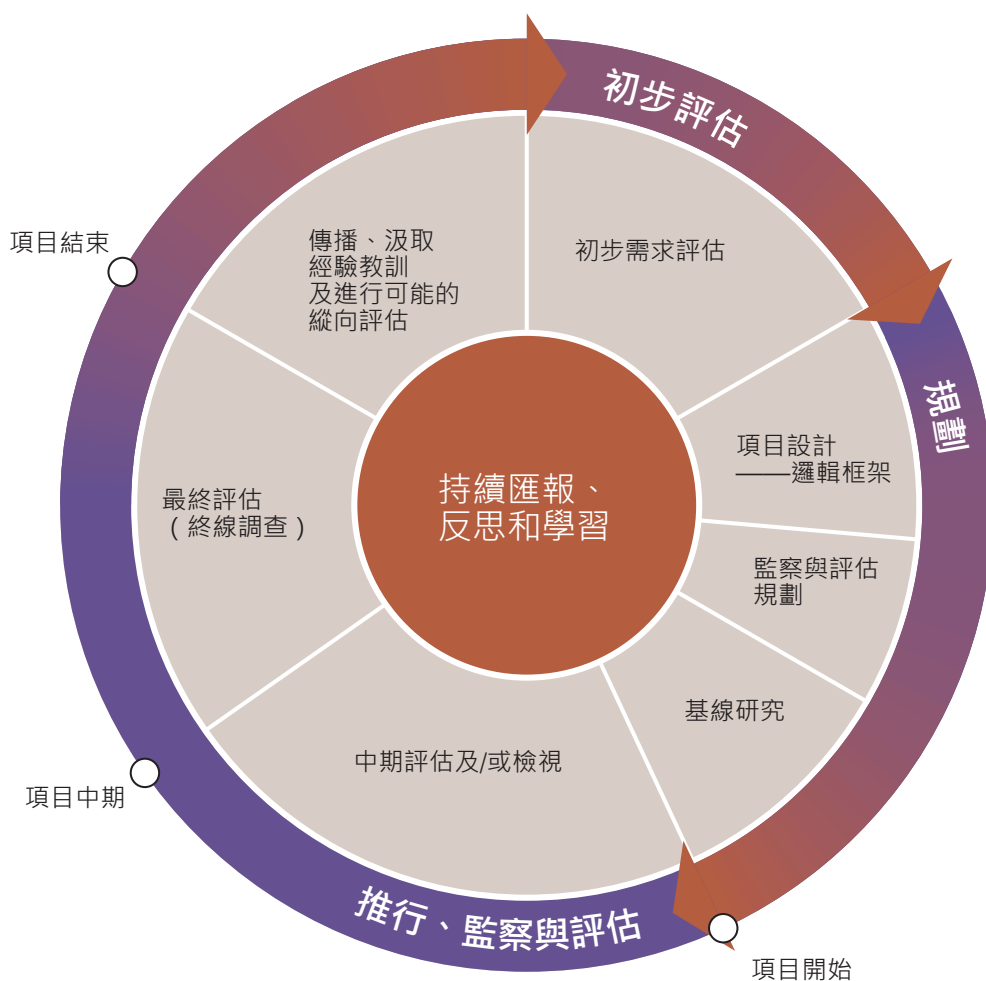 初步評估
初步需求評估
規劃
項目設計
——邏輯框架
監察與評估
規劃
基線研究
項目開始
推行、監察與評估
中期評估及/或檢視
項目中期
最終評估
（終線調查）
項目結束
傳播、汲取
經驗教訓
及進行可能的
縱向評估
持續匯報、
反思和學習